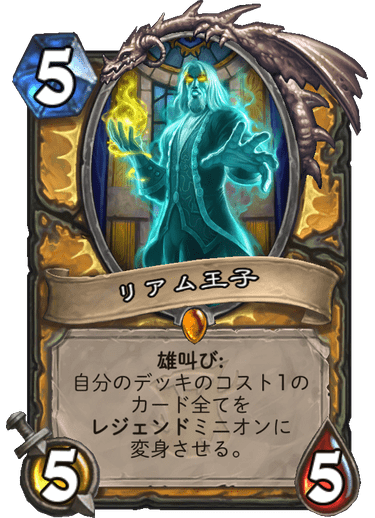 5
リアム王子
雄叫び:
自分のデッキのコスト1の
カード全てを
レジェンドミニオンに
変身させる。
5
5